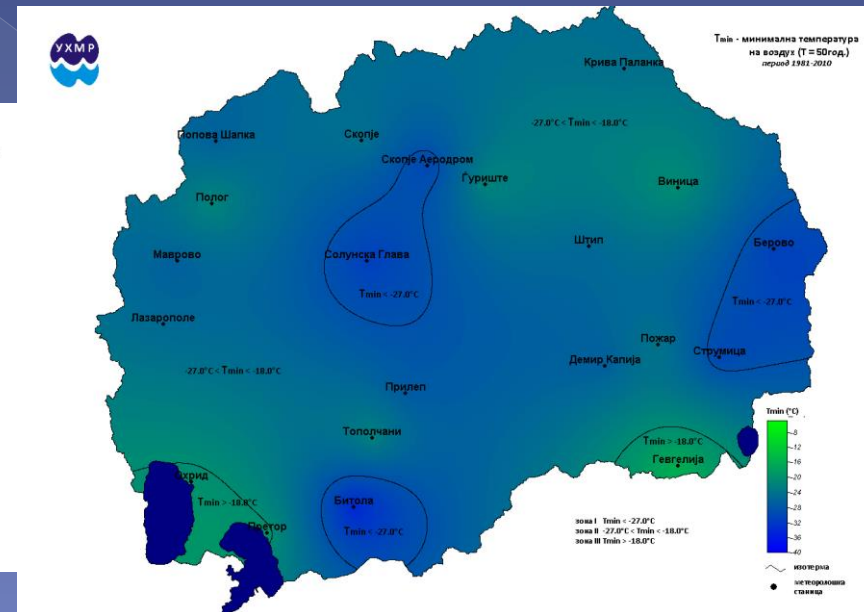 УХМР
Tmin - минимална температура
на воздух (T = 50год.)
период 1981-2010
Крива Паланка
-27.0°C < Tmin < -18.0°C
Попова Шапка
Скопје
Скопје Аеродром
Ѓуриште
Виница
Полог
Штип
Берово
Маврово
Солунска Глава
Tmin < -27.0°C
Tmin < -27.0°C
Лазарополе
Пожар
Струмица
Демир Капија
-27.0°C < Tmin < -18.0°C
Прилеп
Тополчани
Tmin (°C)
-8
-12
-16
-20
-24
-28
-32
-36
-40
Tmin > -18.0°C
Гевгелија
Охрид
Tmin > -18.0°C
Битола
Претор
Tmin < -27.0°C
зона I Tmin < -27.0°C
зона II -27.0°C < Tmin < -18.0°C
зона III Tmin > -18.0°C
изотерма
метеоролошка
станица